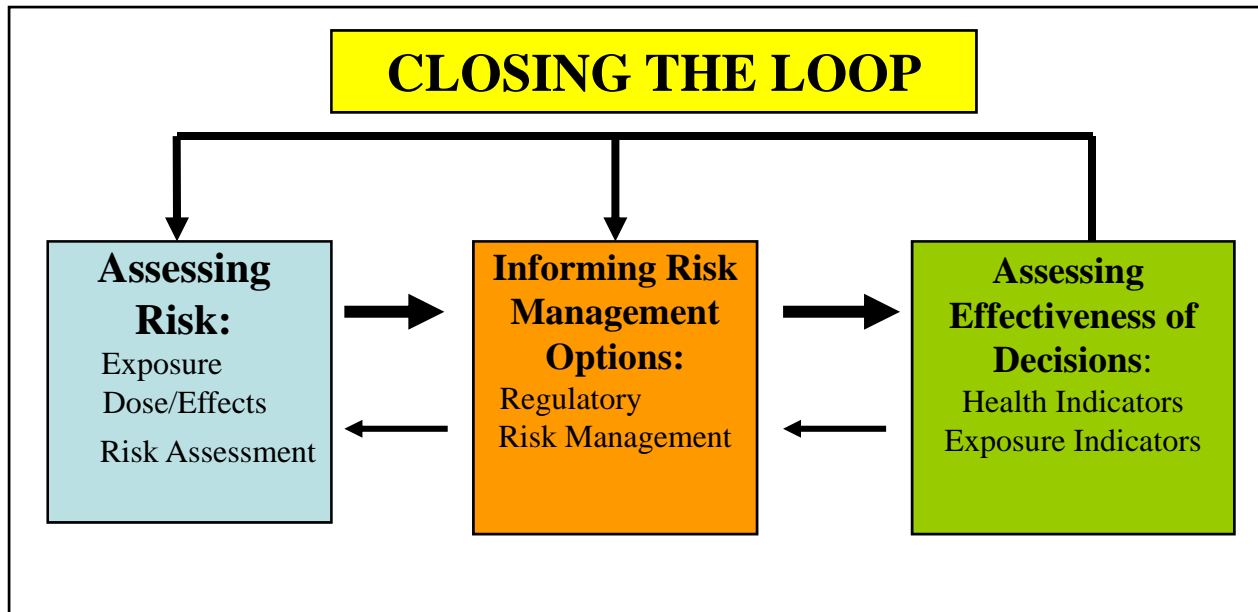 CLOSING THE LOOP
Assessing
Risk:
Exposure
Dose/Effects
Risk Assessment
Informing Risk
Management
Options:
Regulatory
Risk Management
Assessing
Effectiveness of
Decisions:
Health Indicators
Exposure Indicators